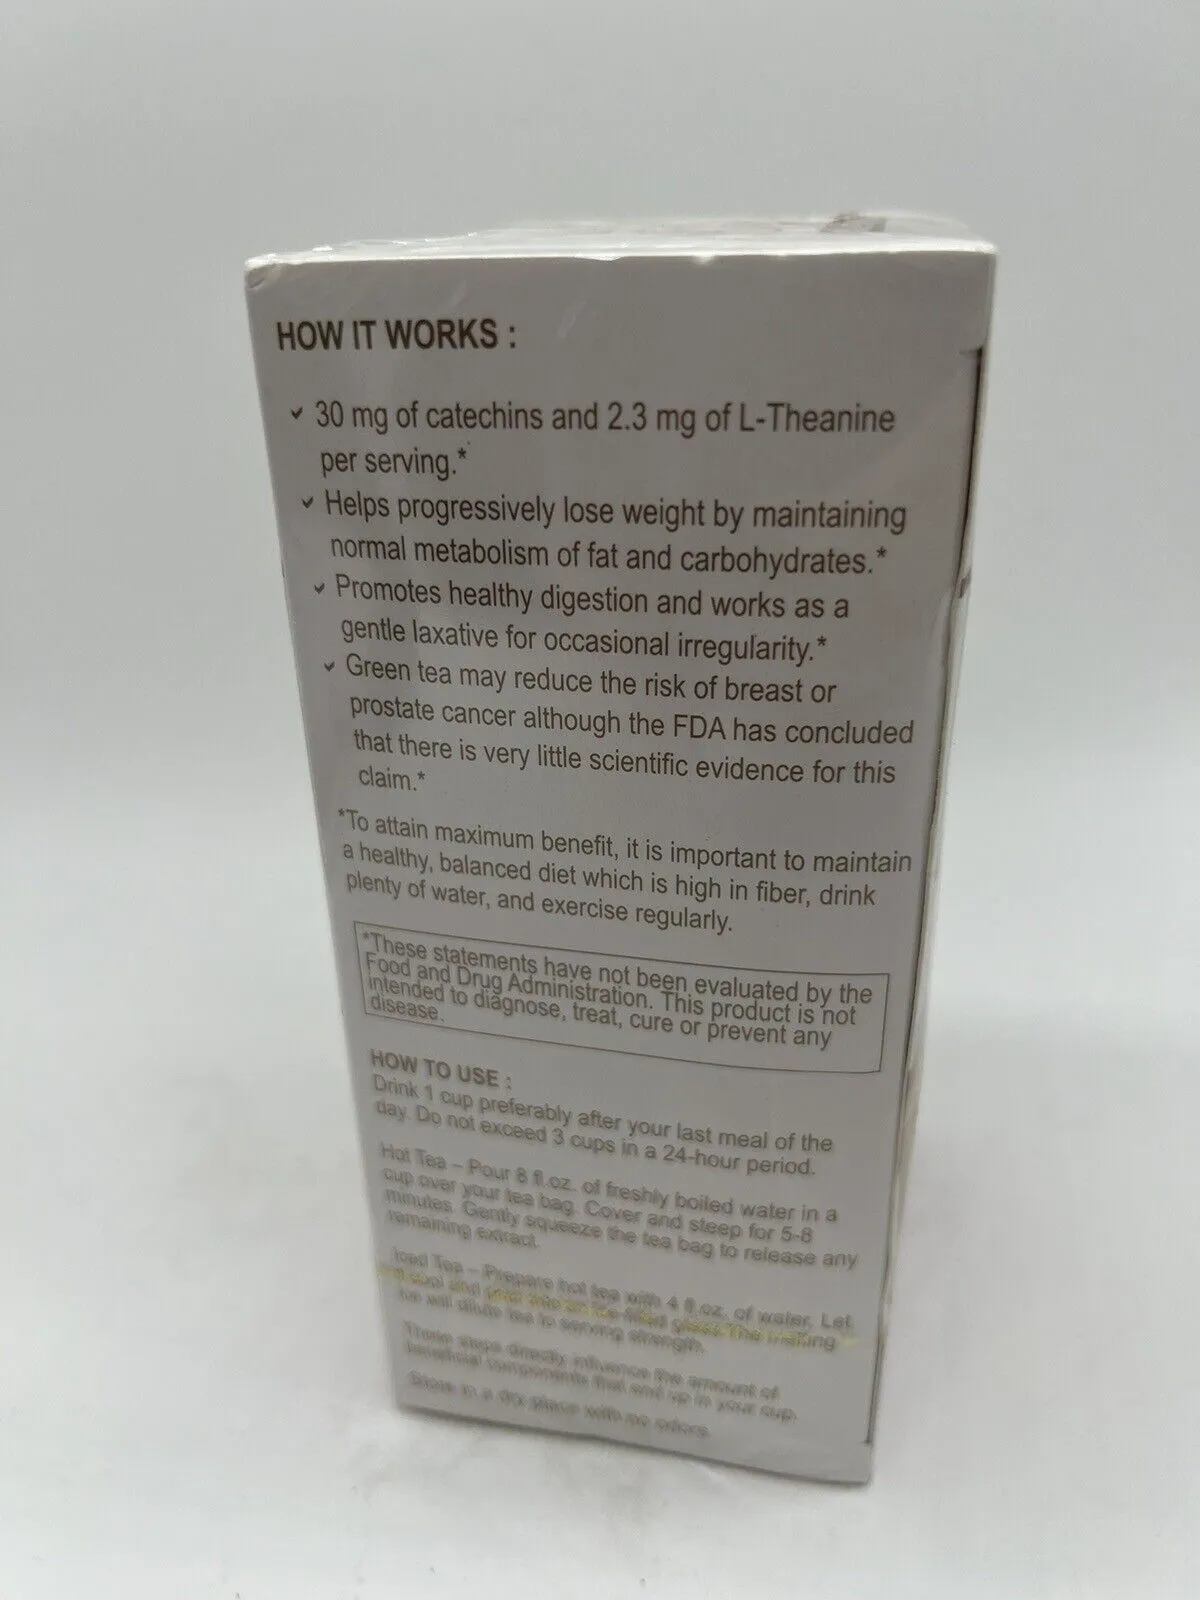 HOW IT WORKS :
✓ 30 mg of catechins and 2.3 mg of L-Theanine
per serving.*
✓ Helps progressively lose weight by maintaining
normal metabolism of fat and carbohydrates.*
✓ Promotes healthy digestion and works as a
gentle laxative for occasional irregularity.*
✓ Green tea may reduce the risk of breast or
prostate cancer although the FDA has concluded
that there is very little scientific evidence for this
claim.*
*To attain maximum benefit, it is important to maintain
a healthy, balanced diet which is high in fiber, drink
plenty of water, and exercise regularly.
*These statements have not been evaluated by the
Food and Drug Administration. This product is not
intended to diagnose, treat, cure or prevent any
disease.
HOW TO USE :
Drink 1 cup preferably after your last meal of the
day. Do not exceed 3 cups in a 24-hour period.
Hot Tea – Pour 8 fl.oz. of freshly boiled water in a
cup over your tea bag. Cover and steep for 5-8
minutes. Gently squeeze the tea bag to release any
remaining extract.
Iced Tea – Prepare hot tea with 4 fl.oz. of water. Let
cool and glass. The melting
ice will dilute tea to serving strength.
These steps directly influence the amount of
beneficial components that end up in your cup.
Store in a dry place with no odors.